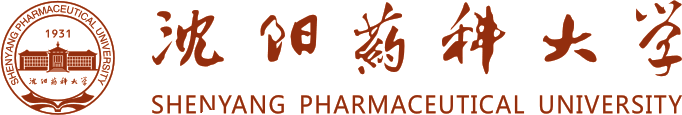 SHENYANG PHARMACEUTICAL UNIVERSITY
1931
沈阳药科大学
沈阳药科大学
SHENYANG PHARMACEUTICAL UNIVERSITY